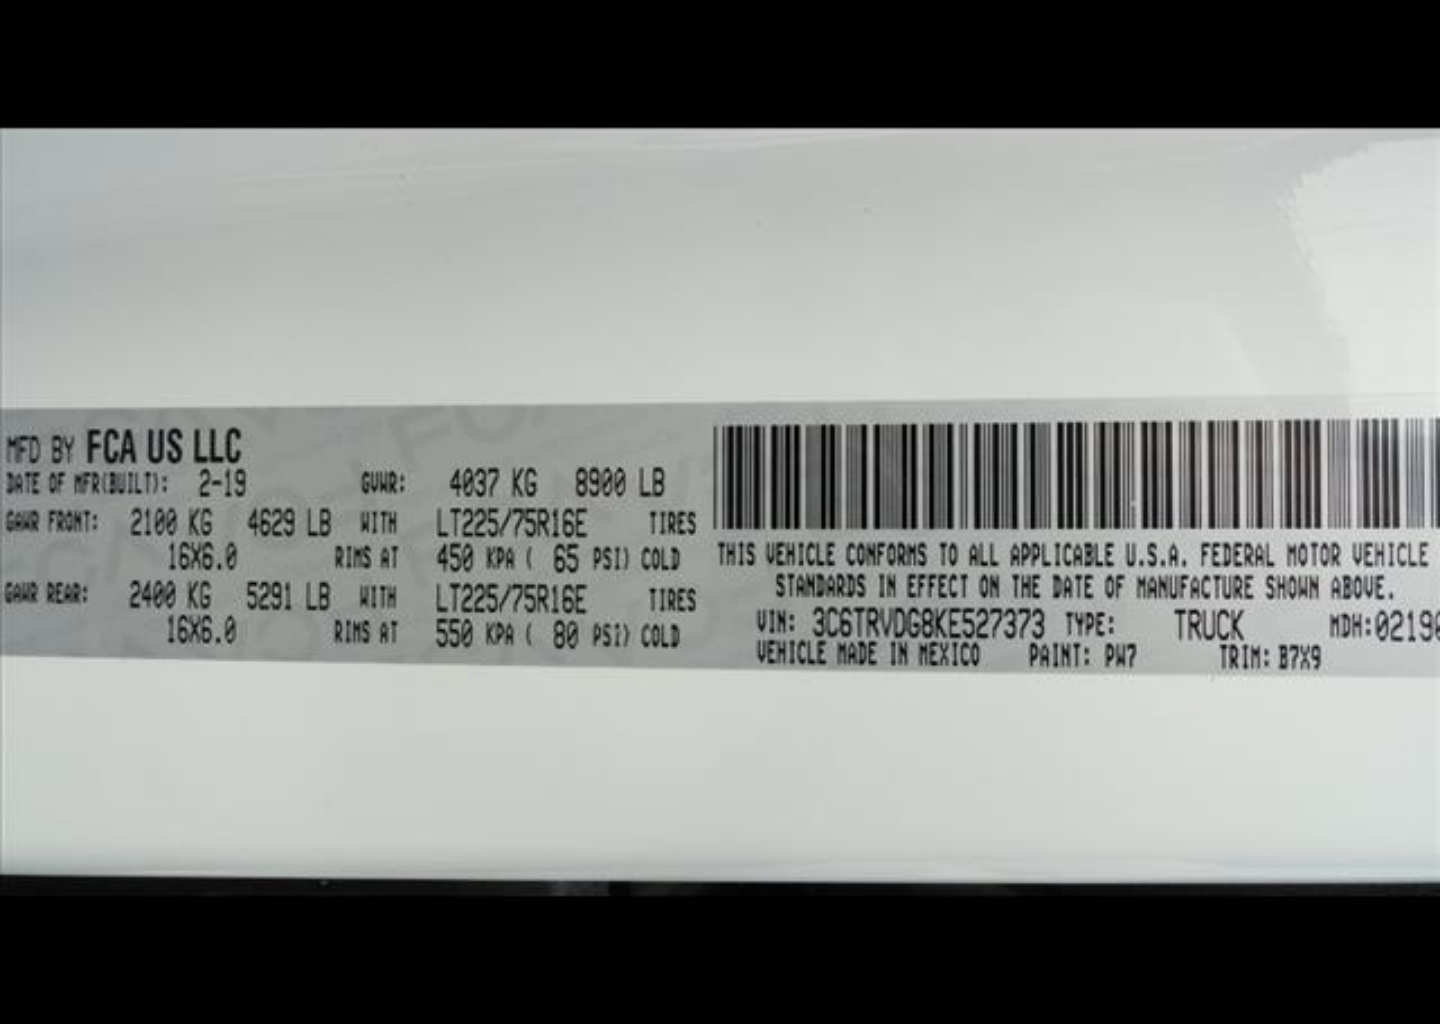 MFD BY FCA US LLC
DATE OF MFR(BUILT): 2-19 GVWR: 4037 KG 8900 LB
GAWR FRONT: 2100 KG 4629 LB WITH LT225/75R16E TIRES
16X6.0 RIMS AT 450 KPA ( 65 PSI) COLD
GAWR REAR: 2400 KG 5291 LB WITH LT225/75R16E TIRES
16X6.0 RIMS AT 550 KPA ( 80 PSI) COLD
THIS VEHICLE CONFORMS TO ALL APPLICABLE U.S.A. FEDERAL MOTOR VEHICLE
STANDARDS IN EFFECT ON THE DATE OF MANUFACTURE SHOWN ABOVE.
VIN: 3C6TRVDG8KE527373 TYPE: TRUCK MDH:02190
VEHICLE MADE IN MEXICO PAINT: PW7 TRIM: B7X9